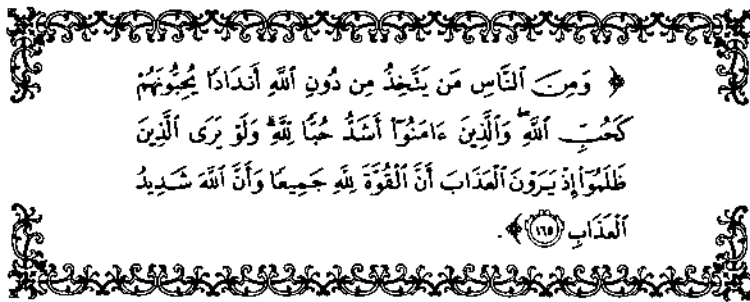 ﴿ وَمِنَ ٱلنَّاسِ مَن يَتَّخِذُ مِن دُونِ ٱللَّهِ أَندَادًا يُحِبُّونَهُمْ
كَحُبِّ ٱللَّهِ ۖ وَٱلَّذِينَ ءَامَنُوٓا۟ أَشَدُّ حُبًّا لِّلَّهِ ۗ وَلَوْ يَرَى ٱلَّذِينَ
ظَلَمُوٓا۟ إِذْ يَرَوْنَ ٱلْعَذَابَ أَنَّ ٱلْقُوَّةَ لِلَّهِ جَمِيعًا وَأَنَّ ٱللَّهَ شَدِيدُ
ٱلْعَذَابِ ١٦٥ ﴾ .